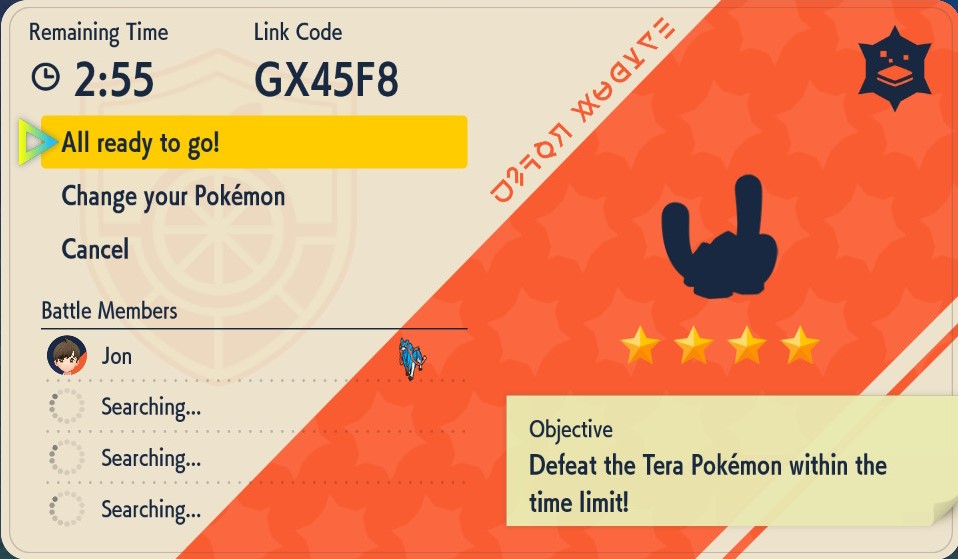 Remaining Time
Link Code
2:55
GX45F8
All ready to go!
Change your Pokémon
Cancel
Battle Members
Jon
Searching...
Searching...
Searching...
Objective
Defeat the Tera Pokémon within the
time limit!